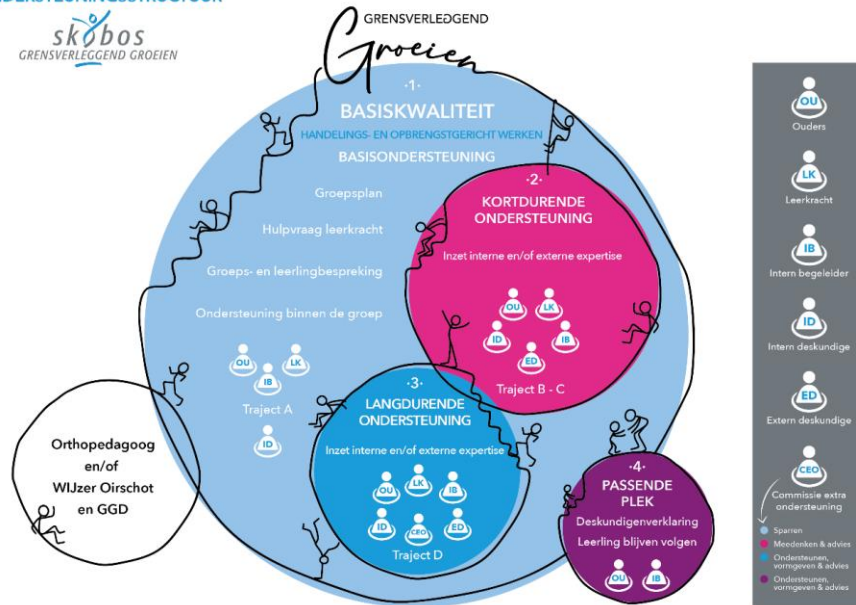 ONDERSTEUNINGSSTRUCTUUR
skobos
GRENSVERLEGGEND GROEIEN
GRENSVERLEGGEND
Groeien
·1·
BASISKWALITEIT
HANDELINGS- EN OPBRENGSTGERICHT WERKEN
BASISONDERSTEUNING
Groepsplan
Hulpvraag leerkracht
Groeps- en leerlingbespreking
Ondersteuning binnen de groep
OU
LK
IB
Traject A
ID
·2·
KORTDURENDE
ONDERSTEUNING
Inzet interne en/of externe expertise
OU
LK
ID
IB
ED
Traject B - C
·3·
LANGDURENDE
ONDERSTEUNING
Inzet interne en/of externe expertise
OU
LK
IB
ID
CEO
ED
Traject D
·4·
PASSENDE
PLEK
Deskundigenverklaring
Leerling blijven volgen
OU
IB
Orthopedagoog
en/of
WIJzer Oirschot
en GGD
OU
Ouders
LK
Leerkracht
IB
Intern begeleider
ID
Intern deskundige
ED
Extern deskundige
CEO
Commissie extra
ondersteuning
Sparren
Meedenken & advies
Ondersteunen,
vormgeven & advies
Ondersteunen,
vormgeven & advies